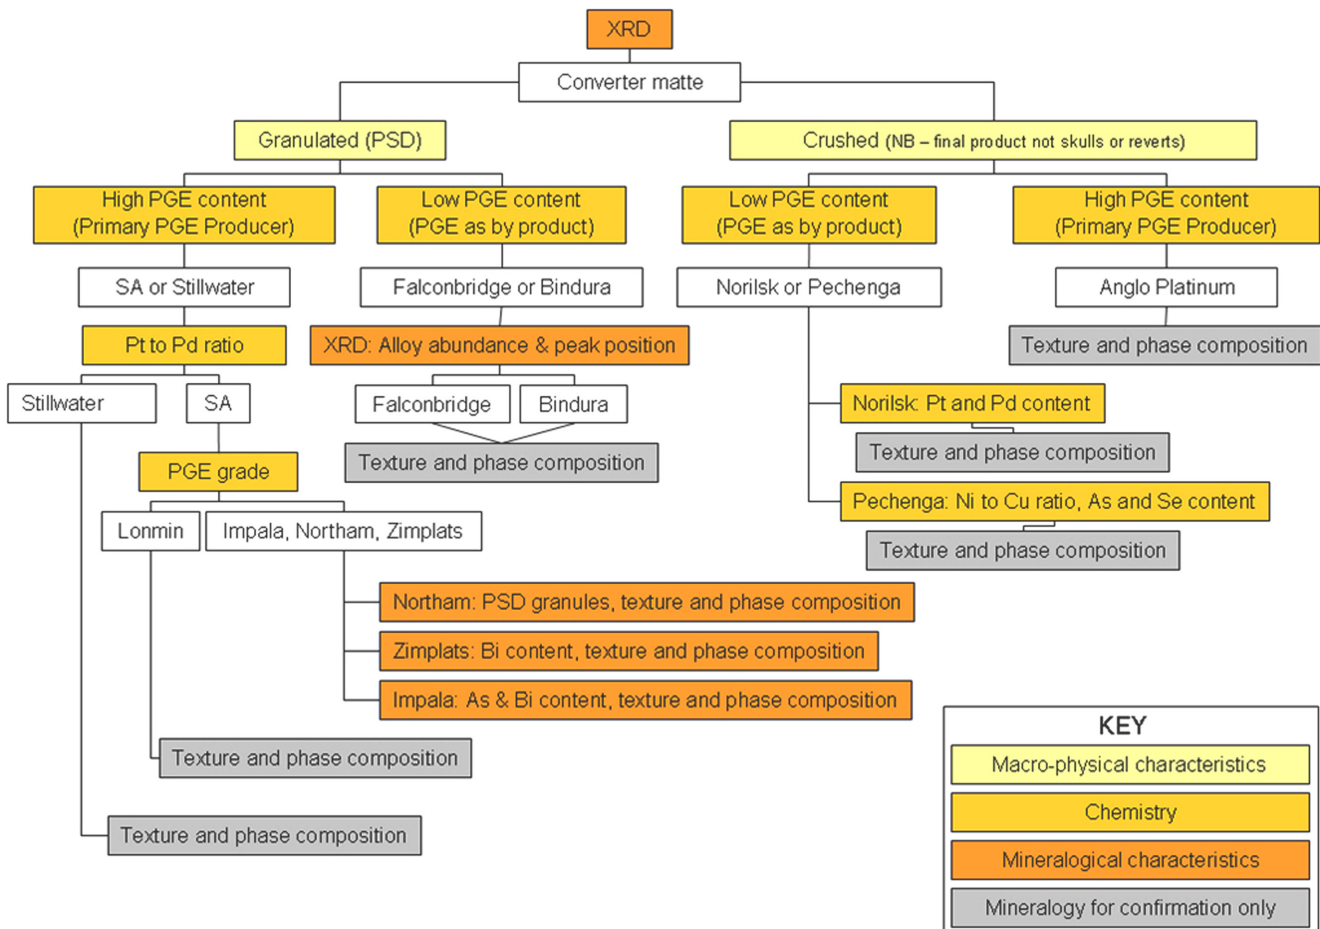 XRD
Converter matte
Granulated (PSD)
Crushed (NB – final product not skulls or reverts)
High PGE content
(Primary PGE Producer)
Low PGE content
(PGE as by product)
Low PGE content
(PGE as by product)
High PGE content
(Primary PGE Producer)
SA or Stillwater
Falconbridge or Bindura
Norilsk or Pechenga
Anglo Platinum
Pt to Pd ratio
XRD: Alloy abundance & peak position
Texture and phase composition
Stillwater
SA
Falconbridge
Bindura
Norilsk: Pt and Pd content
Texture and phase composition
Texture and phase composition
PGE grade
Pechenga: Ni to Cu ratio, As and Se content
Texture and phase composition
Lonmin
Impala, Northam, Zimplats
Northam: PSD granules, texture and phase composition
Zimplats: Bi content, texture and phase composition
Impala: As & Bi content, texture and phase composition
Texture and phase composition
Texture and phase composition
KEY
Macro-physical characteristics
Chemistry
Mineralogical characteristics
Mineralogy for confirmation only